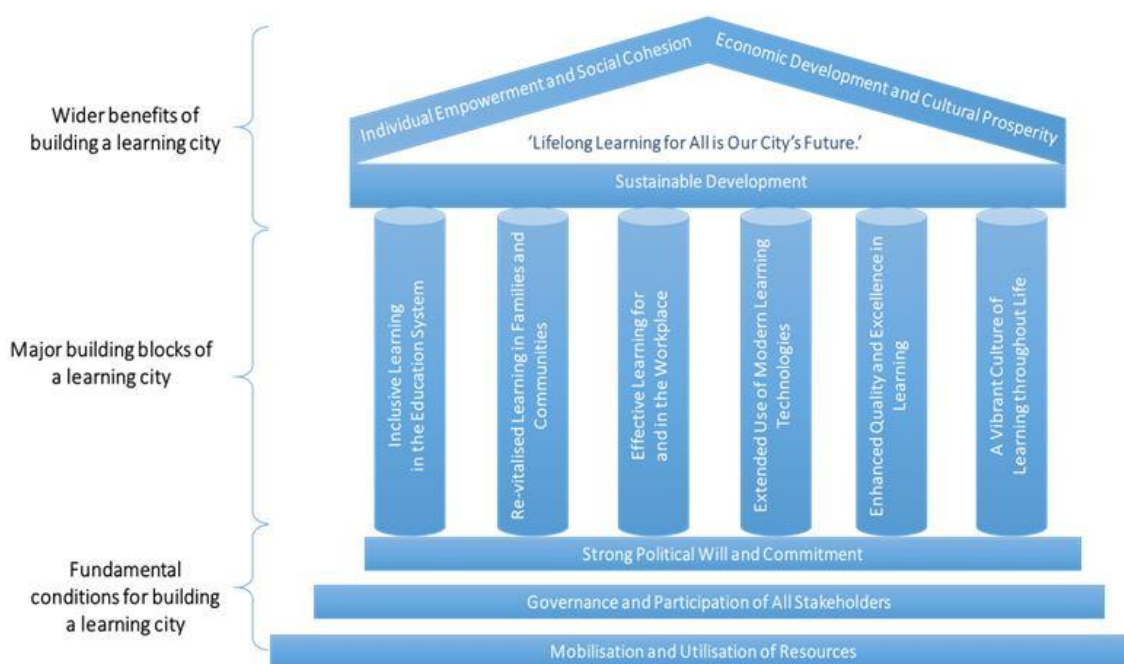 Wider benefits of
building a learning city
Individual Empowerment and Social Cohesion
Economic Development and Cultural Prosperity
'Lifelong Learning for All is Our City's Future.'
Sustainable Development
Major building blocks of
a learning city
Inclusive Learning
in the Education System
Re-vitalised Learning in Families and
Communities
Effective Learning for
and in the Workplace
Extended Use of Modern Learning
Technologies
Enhanced Quality and Excellence in
Learning
A Vibrant Culture of
Learning throughout Life
Fundamental
conditions for building
a learning city
Strong Political Will and Commitment
Governance and Participation of All Stakeholders
Mobilisation and Utilisation of Resources